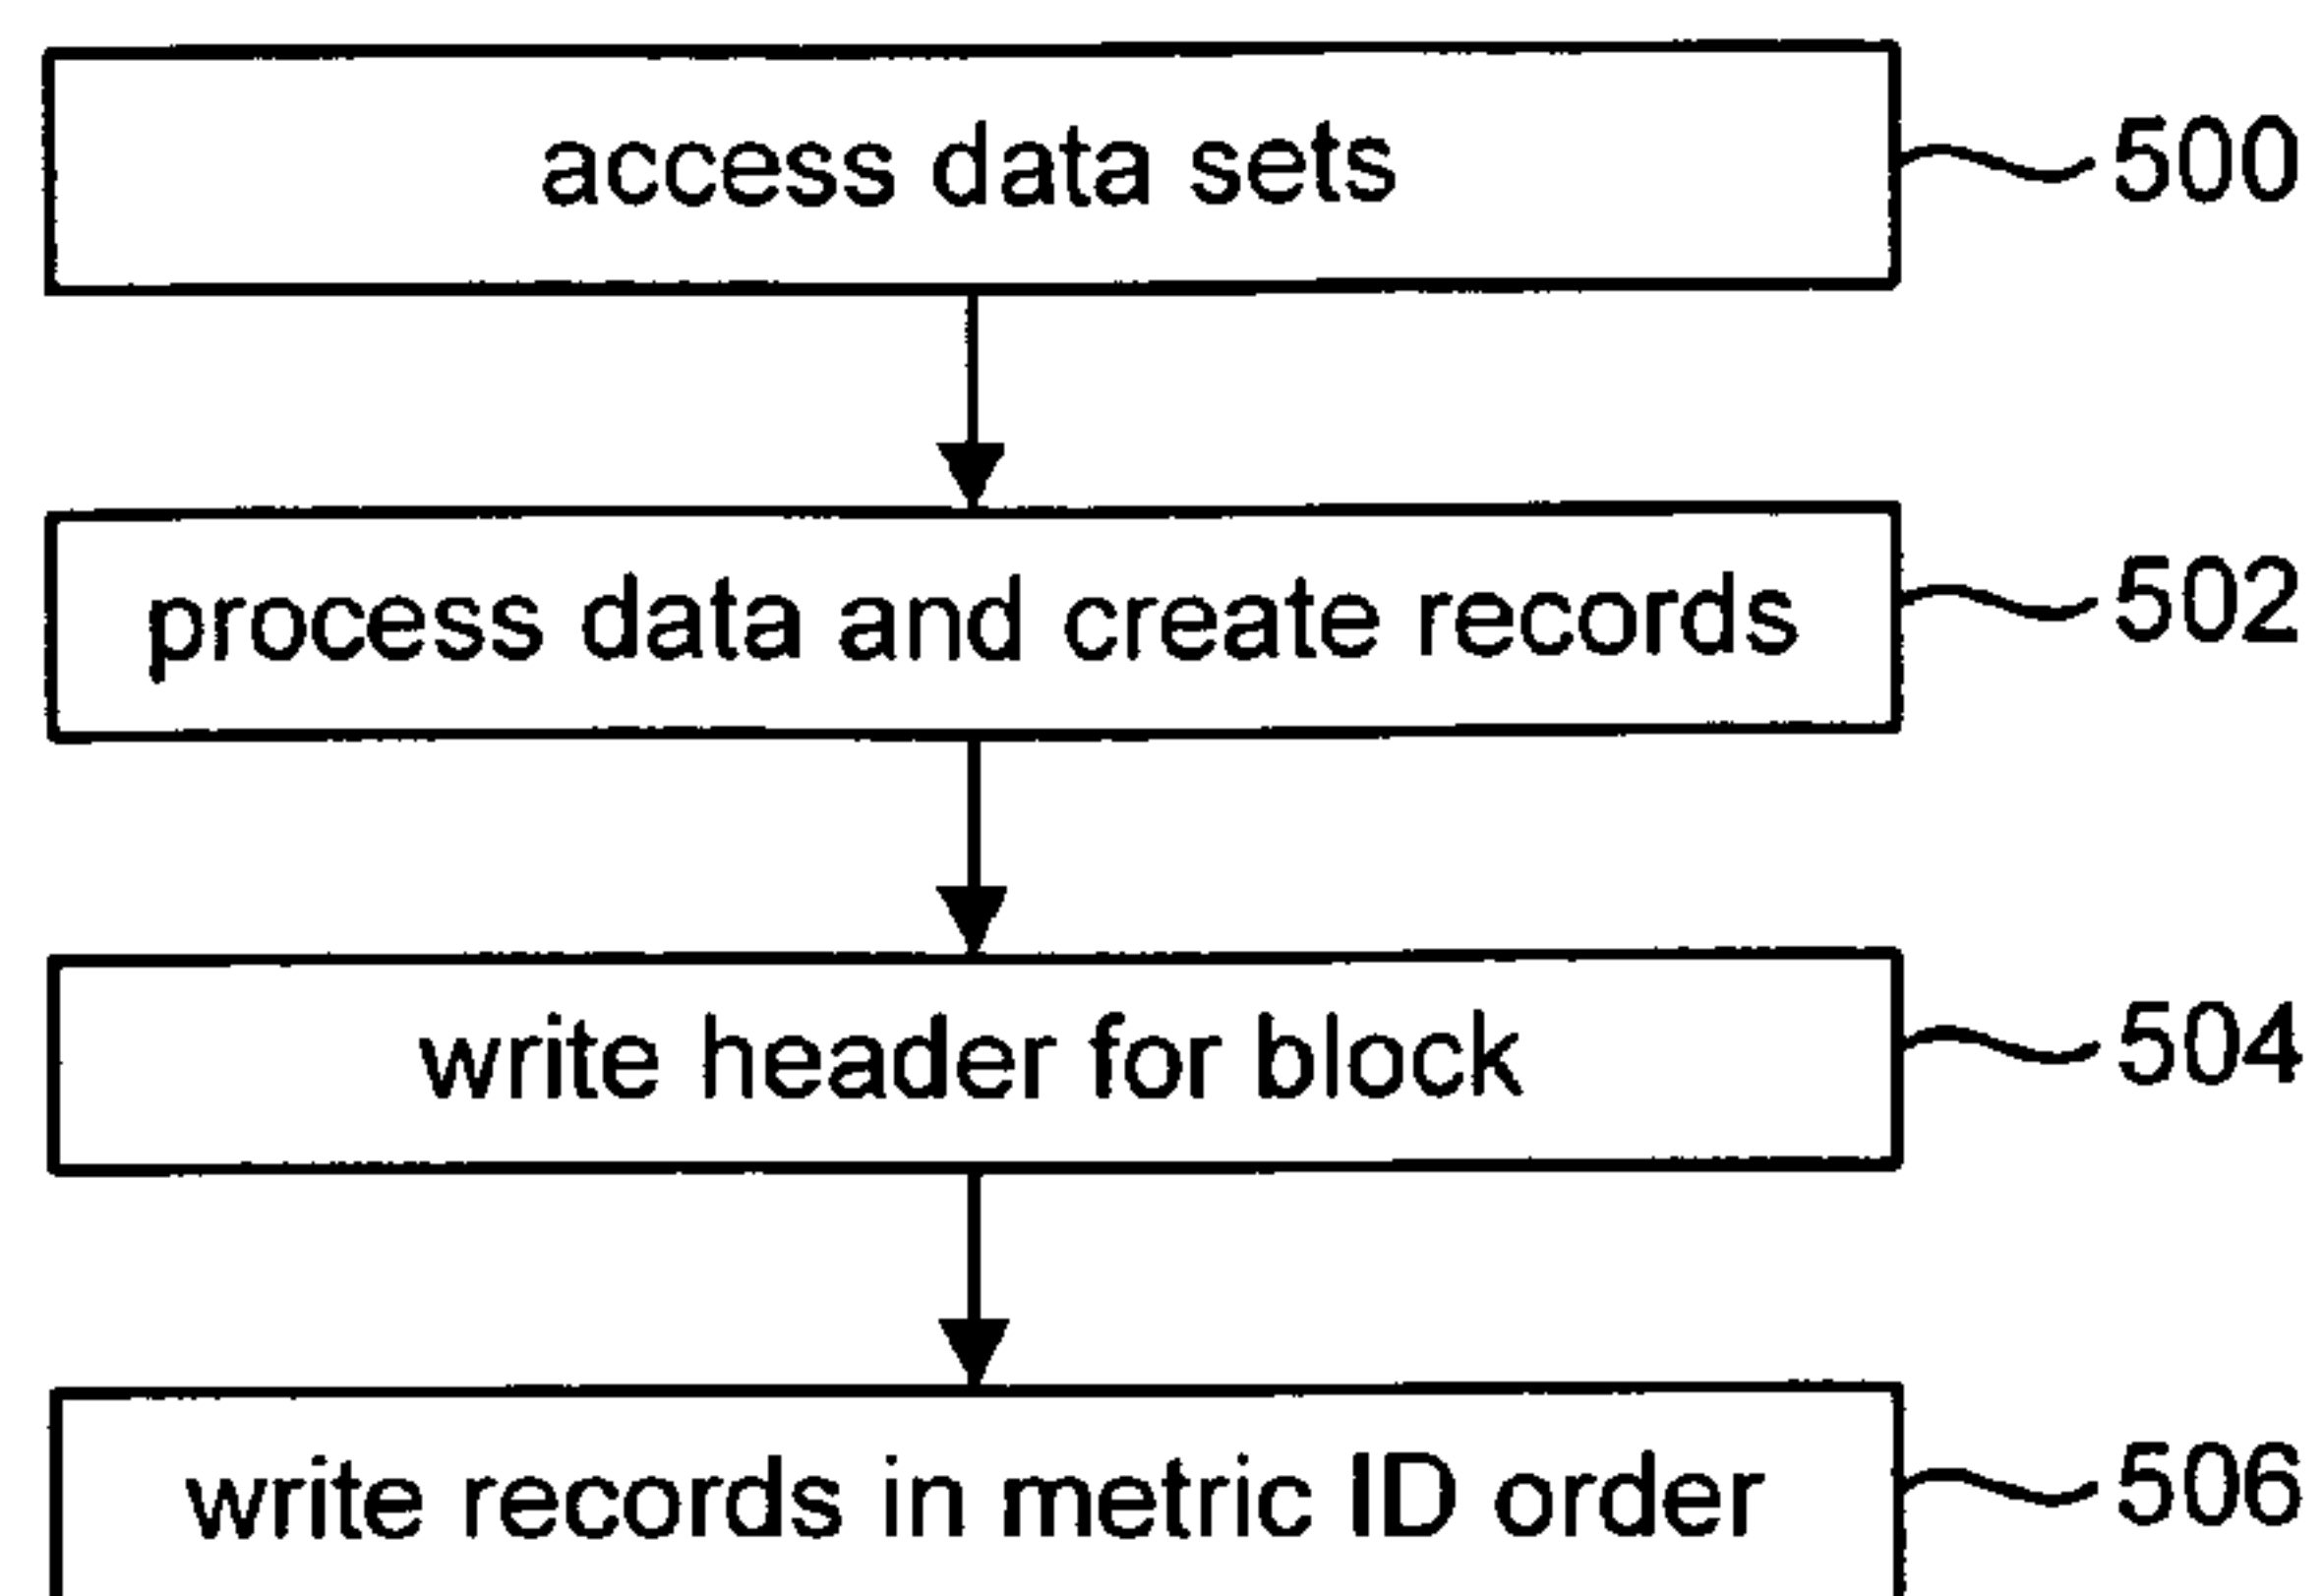 access data sets 500
process data and create records 502
write header for block 504
write records in metric ID order 506